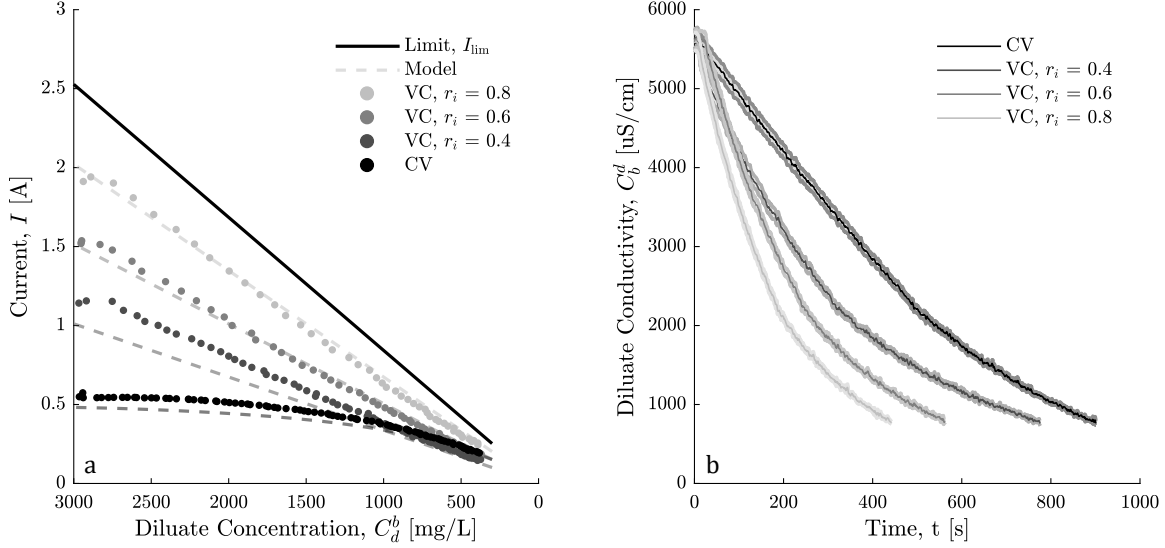 3
2.5
2
1.5
1
0.5
0
3000
2500
2000
1500
1000
500
0
Current, I [A]
Diluate Concentration, C_d^b [mg/L]
Limit, I_lim
Model
VC, r_i = 0.8
VC, r_i = 0.6
VC, r_i = 0.4
CV
a
6000
5000
4000
3000
2000
1000
0
0
200
400
600
800
1000
Diluate Conductivity, C_b^d [uS/cm]
Time, t [s]
CV
VC, r_i = 0.4
VC, r_i = 0.6
VC, r_i = 0.8
b